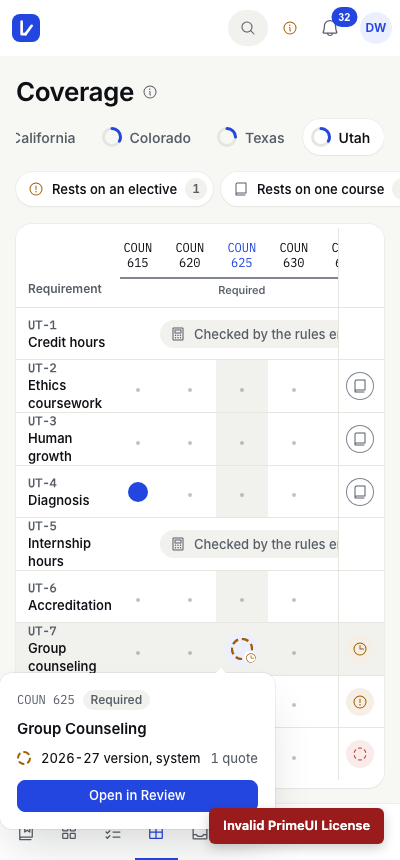 32
DW
Coverage
California
Colorado
Texas
Utah
Rests on an elective 1
Rests on one course
COUN 615
COUN 620
COUN 625
COUN 630
Requirement
Required
UT-1
Credit hours
Checked by the rules
UT-2
Ethics
coursework
UT-3
Human
growth
UT-4
Diagnosis
UT-5
Internship
hours
Checked by the rules
UT-6
Accreditation
UT-7
Group
counseling
COUN 625 Required
Group Counseling
2026-27 version, system 1 quote
Open in Review
Invalid PrimeUI License